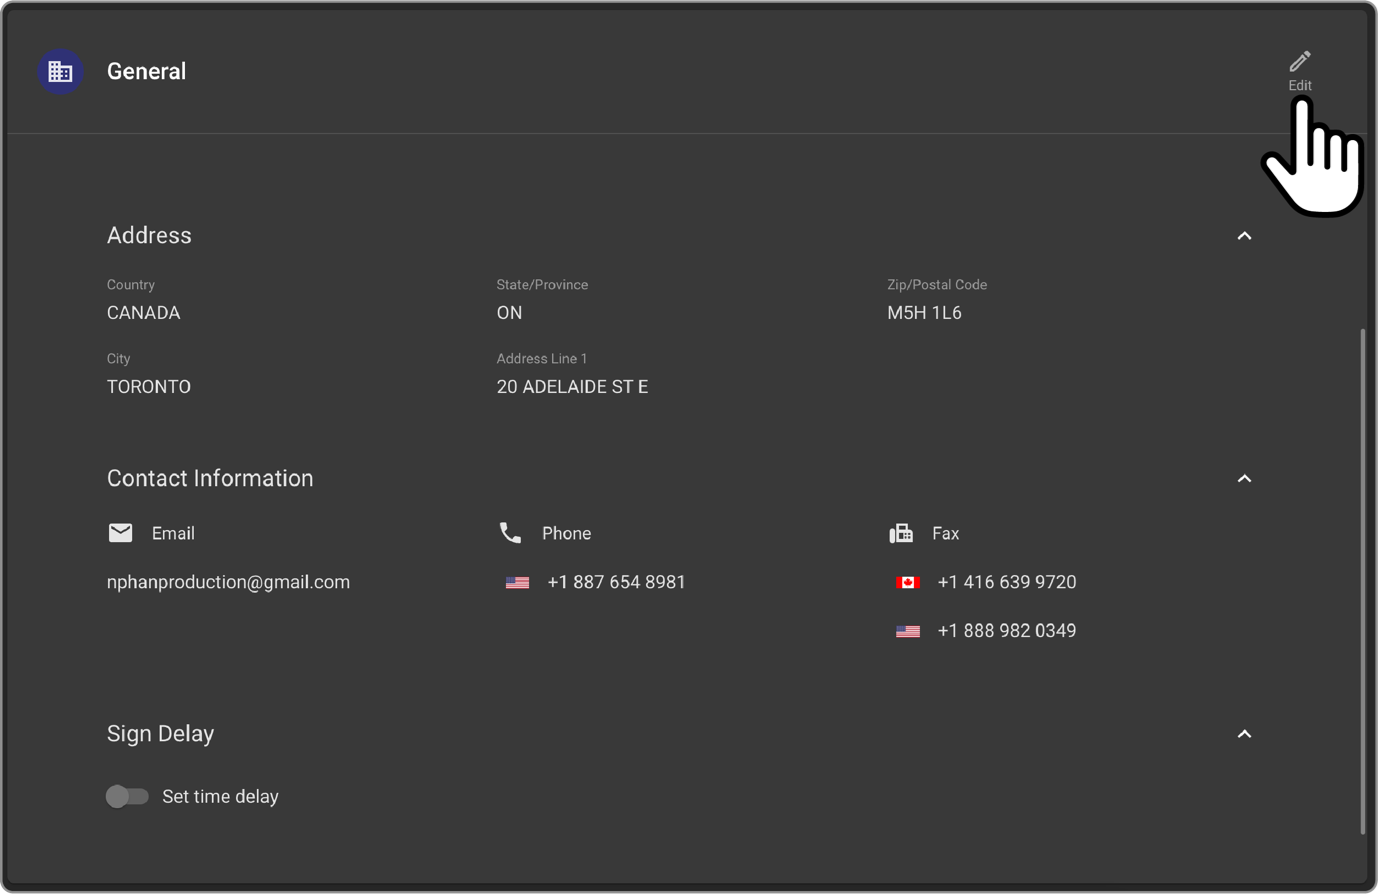 General
Edit
Address
Country
State/Province
Zip/Postal Code
CANADA
ON
M5H 1L6
City
Address Line 1
TORONTO
20 ADELAIDE ST E
Contact Information
Email
Phone
Fax
nphanproduction@gmail.com
+1 887 654 8981
+1 416 639 9720
+1 888 982 0349
Sign Delay
Set time delay